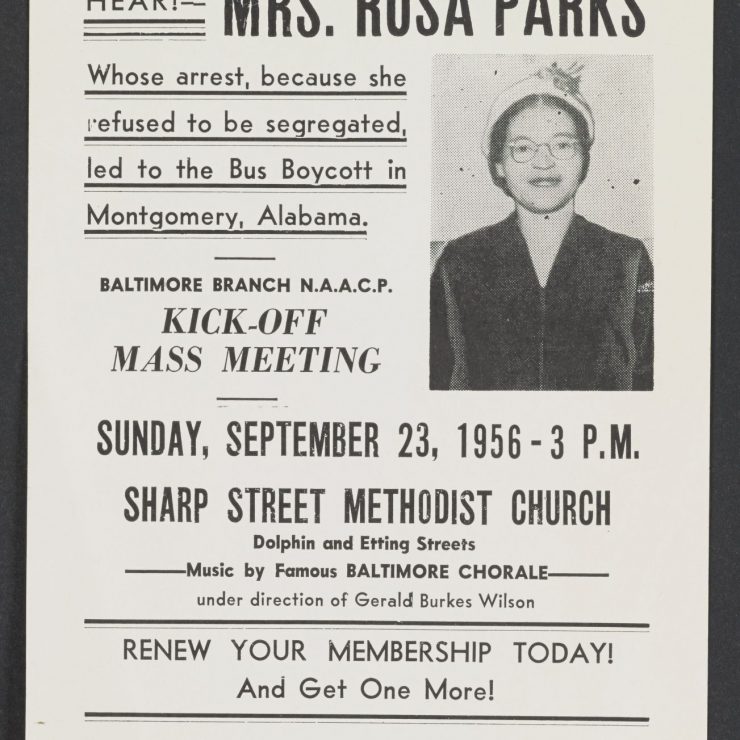 HEAR!—
MRS. ROSA PARKS
Whose arrest, because she
refused to be segregated,
led to the Bus Boycott in
Montgomery, Alabama.
BALTIMORE BRANCH N.A.A.C.P.
KICK-OFF
MASS MEETING
SUNDAY, SEPTEMBER 23, 1956 - 3 P.M.
SHARP STREET METHODIST CHURCH
Dolphin and Etting Streets
—Music by Famous BALTIMORE CHORALE—
under direction of Gerald Burkes Wilson
RENEW YOUR MEMBERSHIP TODAY!
And Get One More!